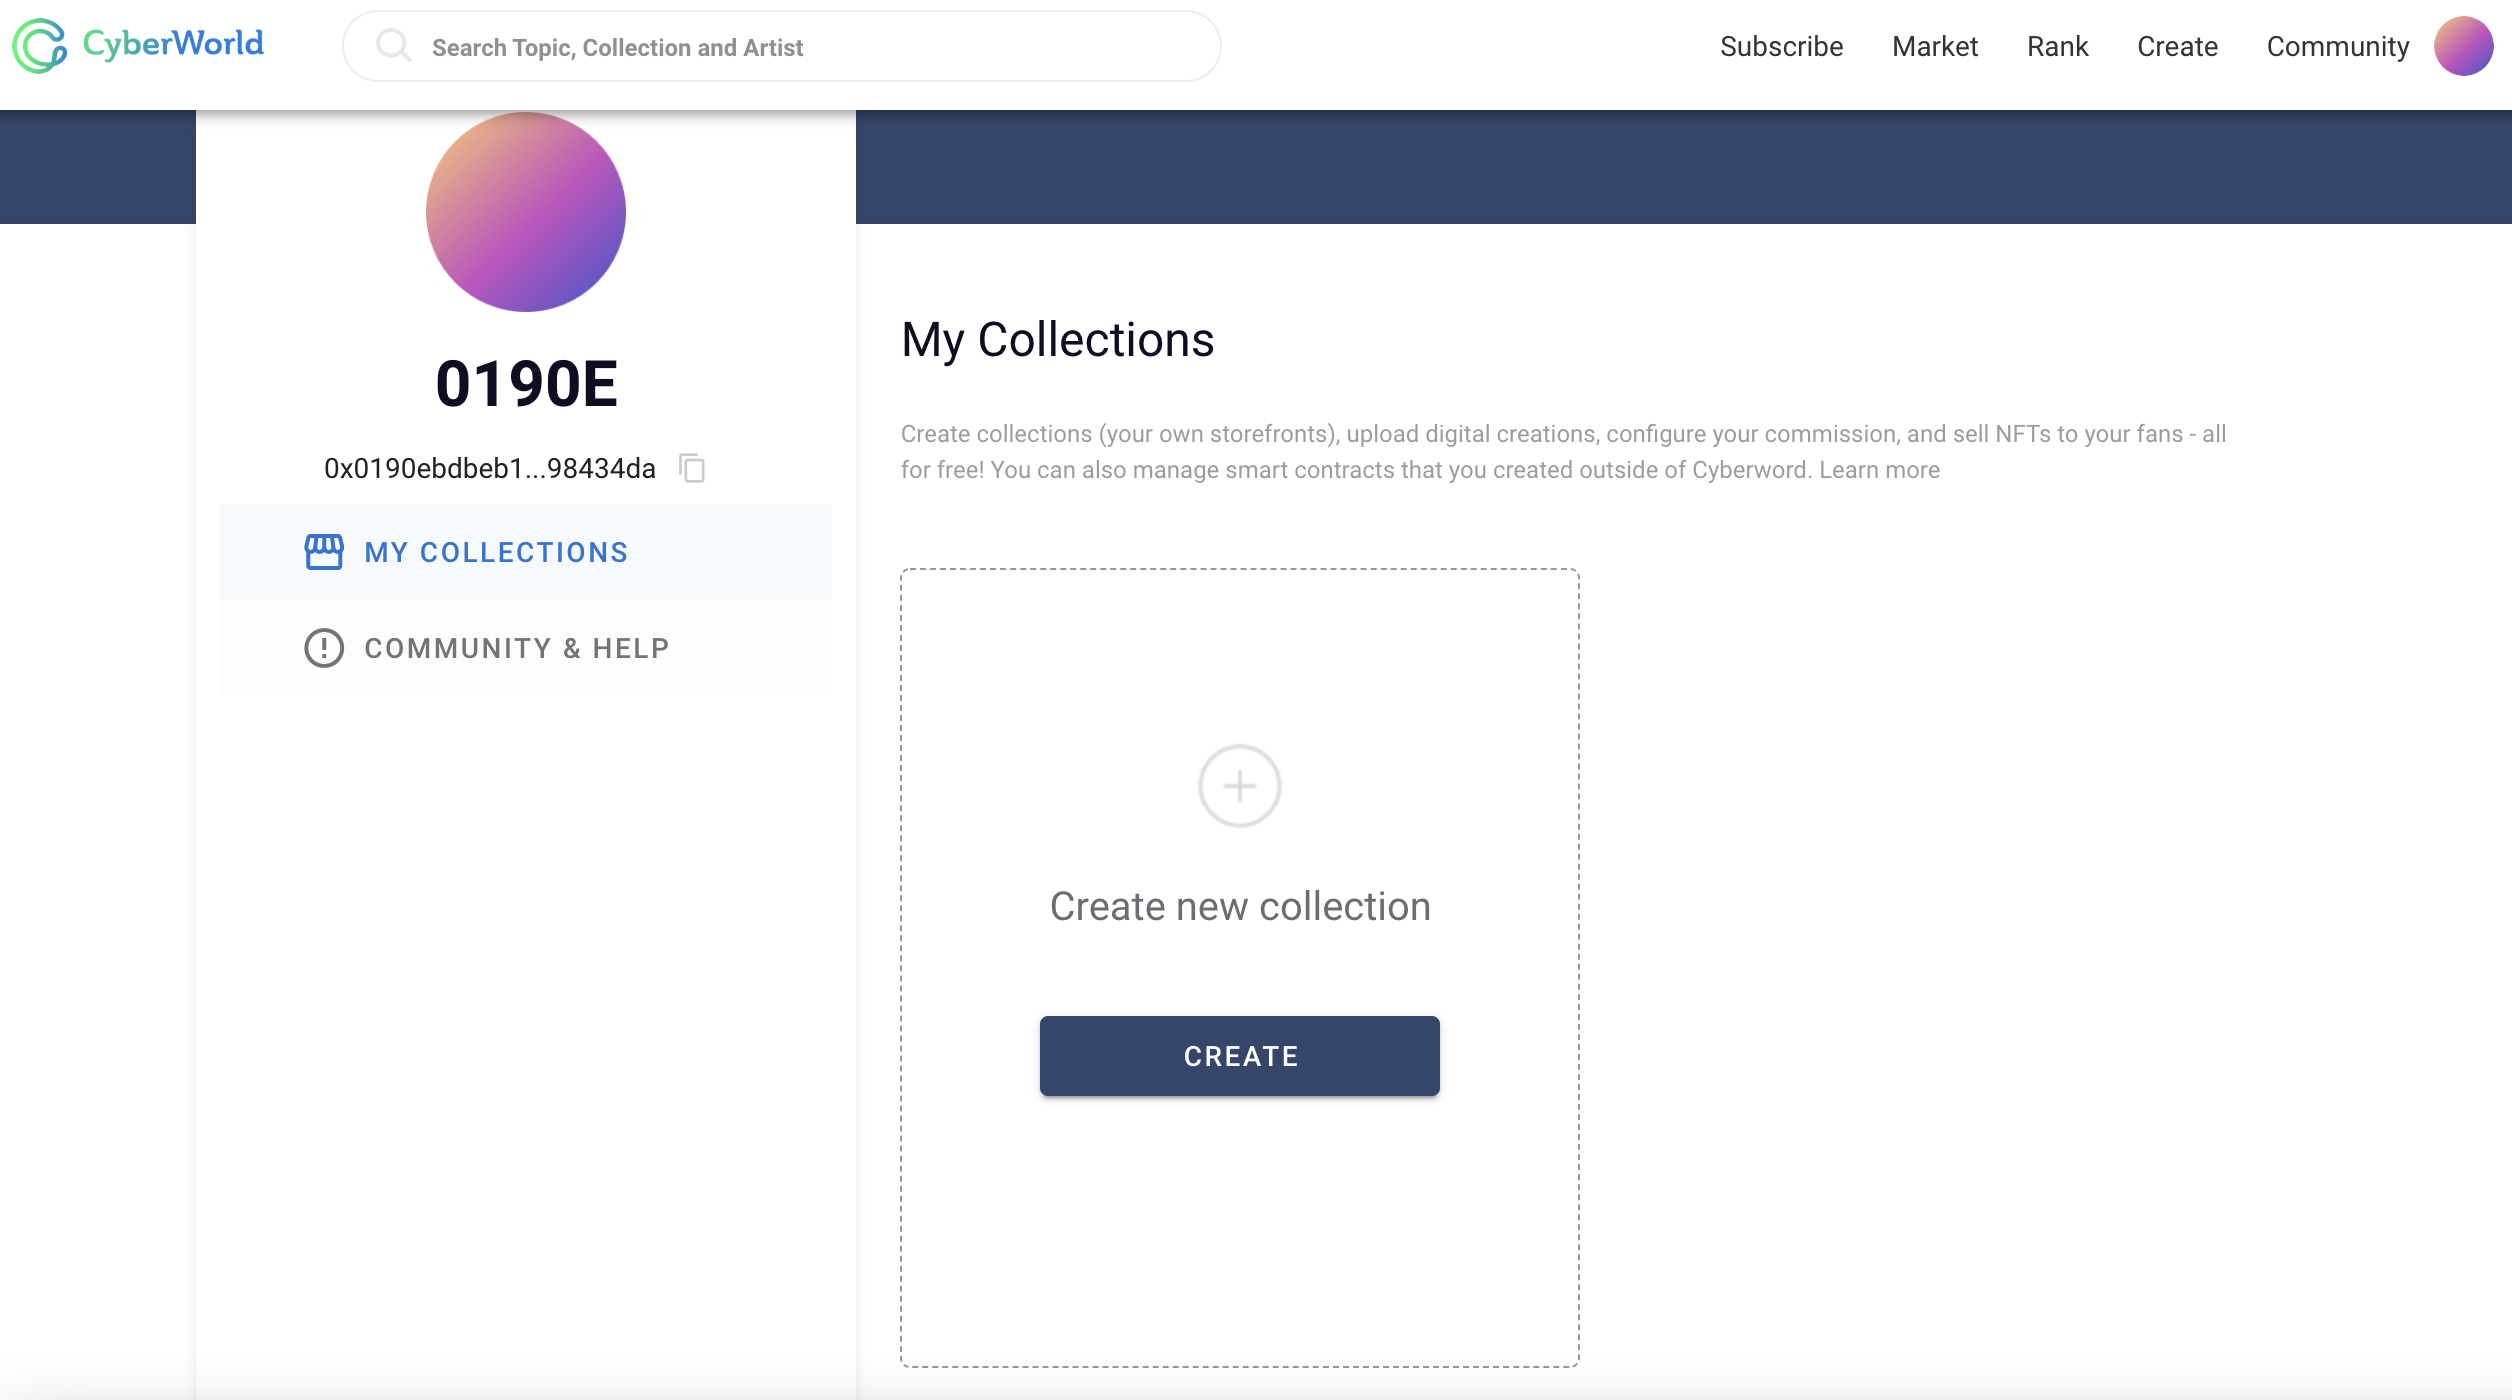 CyberWorld
Search Topic, Collection and Artist
Subscribe
Market
Rank
Create
Community
0190E
0x0190ebdbeb1...98434da
MY COLLECTIONS
COMMUNITY & HELP
My Collections
Create collections (your own storefronts), upload digital creations, configure your commission, and sell NFTs to your fans - all
for free! You can also manage smart contracts that you created outside of Cyberword. Learn more
Create new collection
CREATE